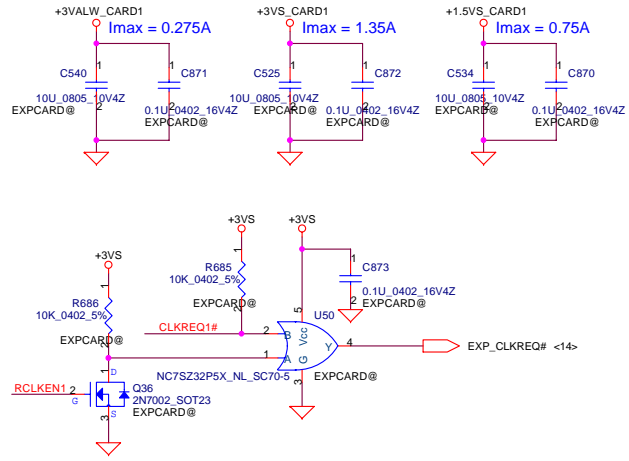 +3VALW_CARD1
Imax = 0.275A
1
1
C540
C871
10U_0805_10V4Z
2
2
0.1U_0402_16V4Z
EXPCARD@
EXPCARD@
+3VS_CARD1
Imax = 1.35A
1
1
C525
C872
10U_0805_10V4Z
2
2
0.1U_0402_16V4Z
EXPCARD@
EXPCARD@
+1.5VS_CARD1
Imax = 0.75A
1
1
C534
C870
10U_0805_10V4Z
2
2
0.1U_0402_16V4Z
EXPCARD@
EXPCARD@
+3VS
+3VS
+3VS
1
R685
10K_0402_5%
EXPCARD@
2
1
C873
0.1U_0402_16V4Z
2
EXPCARD@
1
R686
10K_0402_5%
EXPCARD@
2
CLKREQ1#
U50
5
2
B
Vcc
Y
4
1
A
G
3
EXP_CLKREQ# <14>
NC7SZ32P5X_NL_SC70-5
EXPCARD@
RCLKEN1
2
G
1
D
3
S
Q36
2N7002_SOT23
EXPCARD@